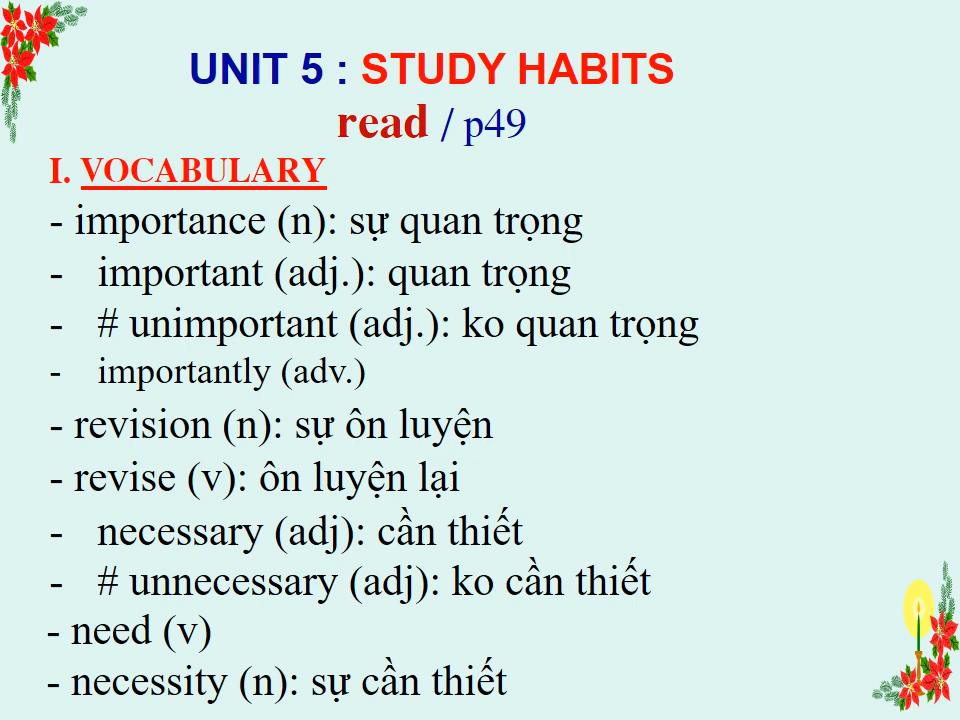 UNIT 5 : STUDY HABITS
read / p49
I. VOCABULARY
- importance (n): sự quan trọng
- important (adj.): quan trọng
- # unimportant (adj.): ko quan trọng
- importantly (adv.)
- revision (n): sự ôn luyện
- revise (v): ôn luyện lại
- necessary (adj): cần thiết
- # unnecessary (adj): ko cần thiết
- need (v)
- necessity (n): sự cần thiết